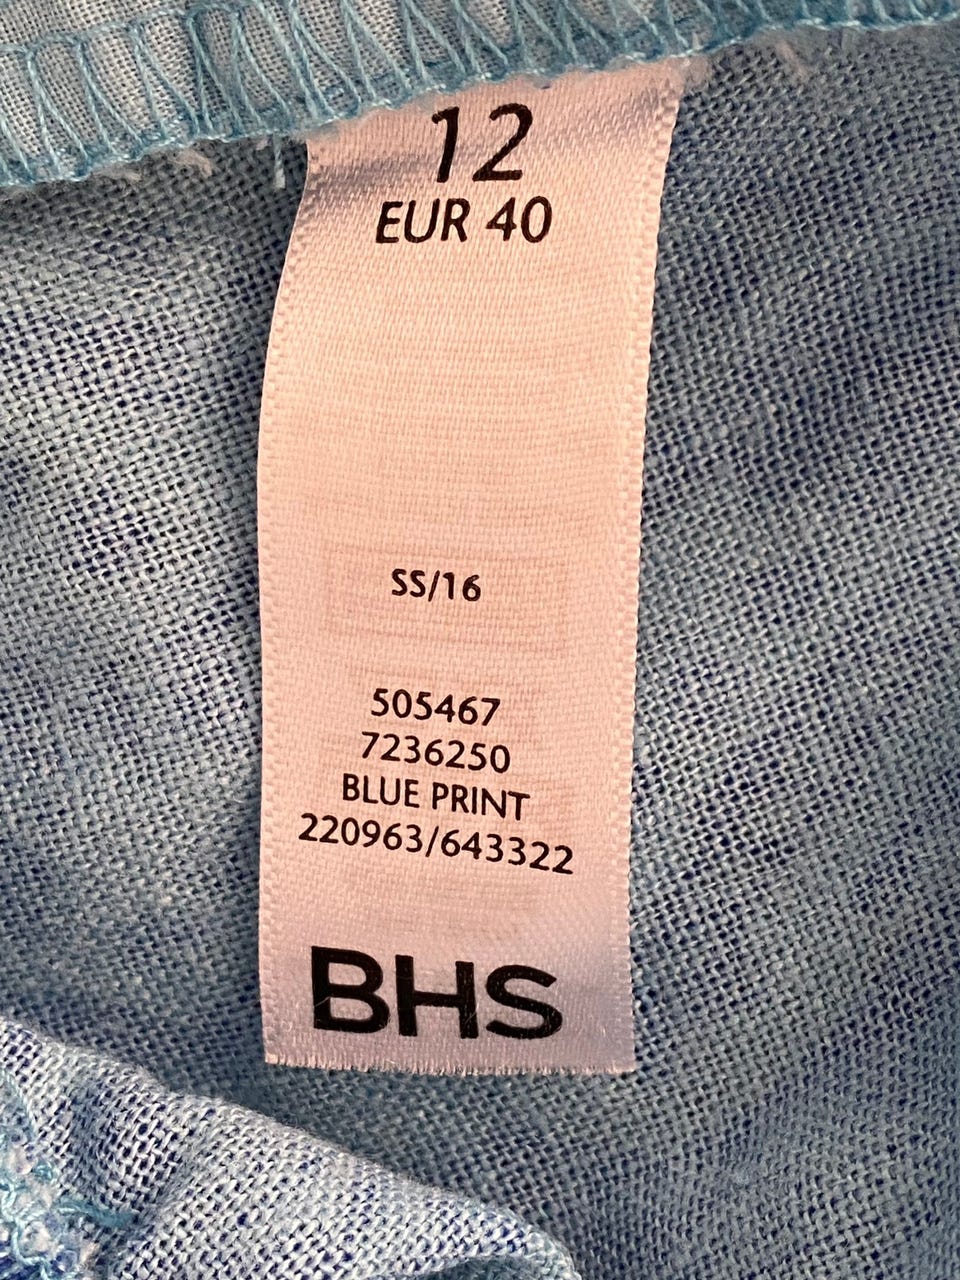 12
EUR 40
SS/16
505467
7236250
BLUE PRINT
220963/643322
BHS